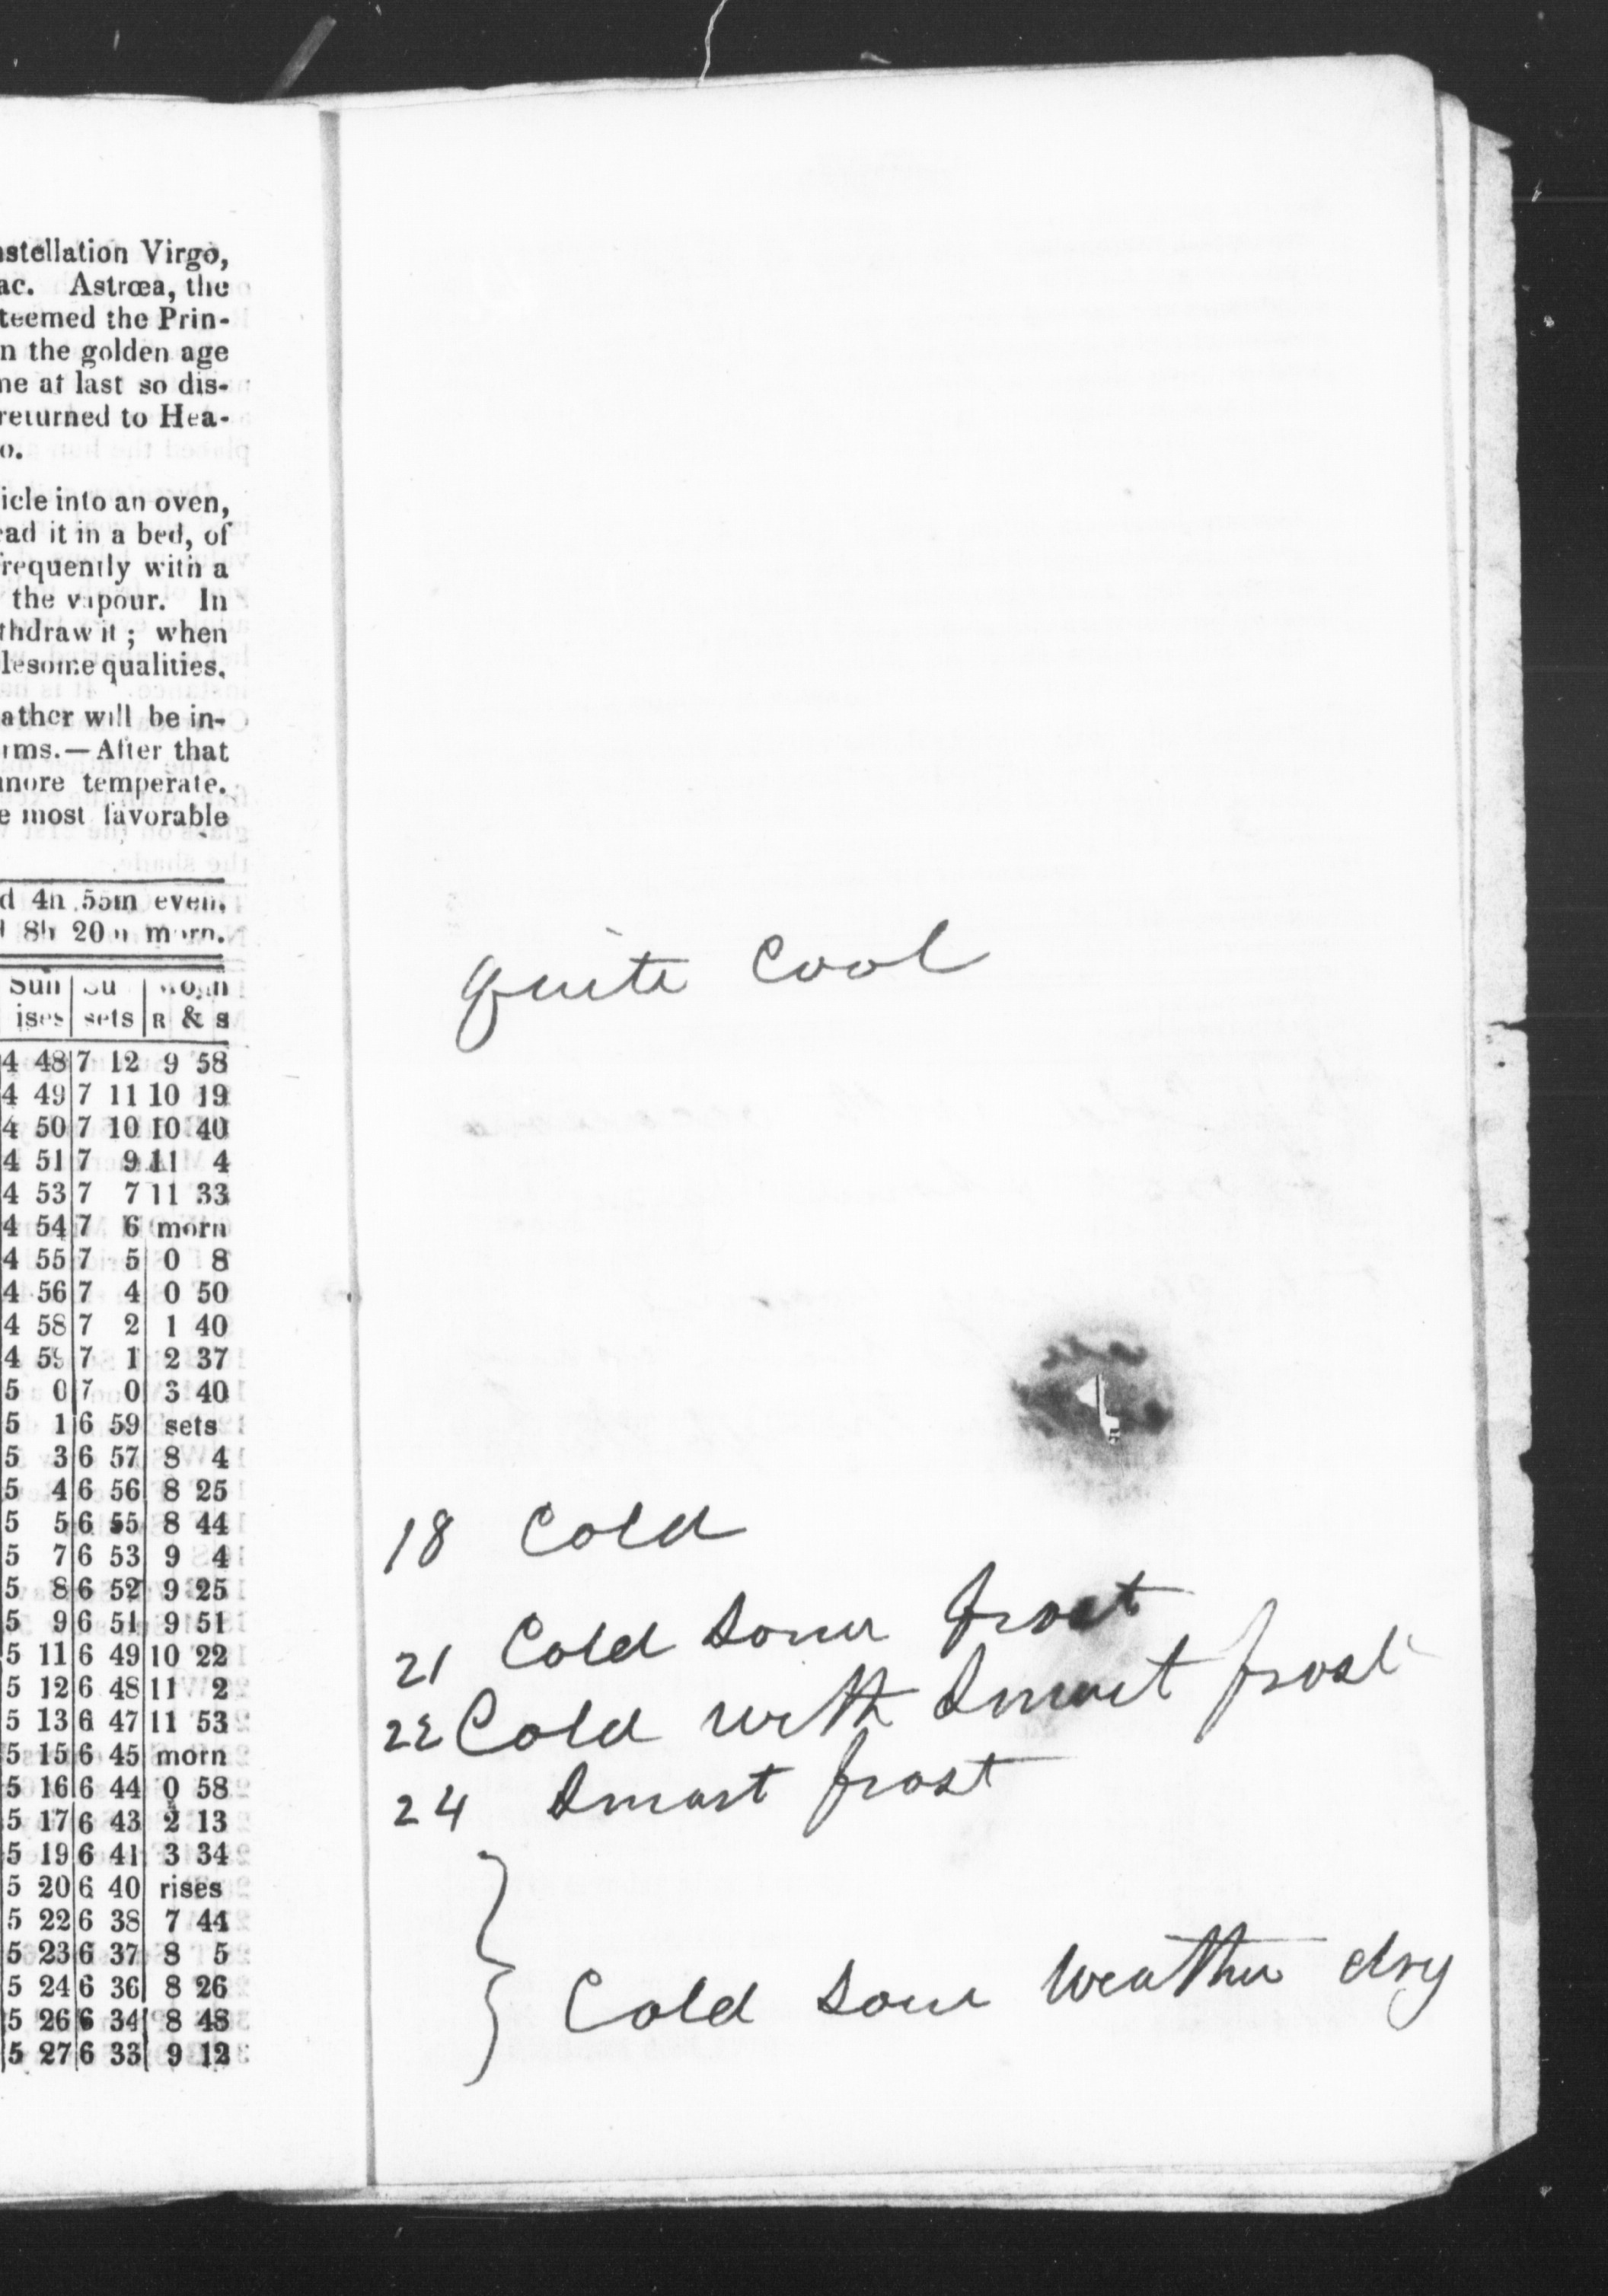 stellation Virgo,
ac. Astrœa, the
teemed the Prin-
n the golden age
ne at last so dis-
returned to Hea-
o.
icle into an oven,
ead it in a bed, of
frequently with a
the vapour. In
thdraw it ; when
lesome qualities.
ather will be in-
rms.—After that
more temperate.
e most favorable
d 4h 55m even.
8h 20m morn.
Sun Su
ises sets R & s
4 48 7 12 9 58
4 49 7 11 10 19
4 50 7 10 10 40
4 51 7 9 11 4
4 53 7 7 11 33
4 54 7 6 morn
4 55 7 5 0 8
4 56 7 4 0 50
4 58 7 2 1 40
4 59 7 1 2 37
5 0 7 0 3 40
5 1 6 59 sets
5 3 6 57 8 4
5 4 6 56 8 25
5 5 6 55 8 44
5 7 6 53 9 4
5 8 6 52 9 25
5 9 6 51 9 51
5 11 6 49 10 22
5 12 6 48 11 2
5 13 6 47 11 53
5 15 6 45 morn
5 16 6 44 0 58
5 17 6 43 2 13
5 19 6 41 3 34
5 20 6 40 rises
5 22 6 38 7 44
5 23 6 37 8 5
5 24 6 36 8 26
5 26 6 34 8 48
5 27 6 33 9 12
quite Cool
18 Cold
21 Cold some frost
22 Cold with Smart frost
24 Smart frost
Cold sour weather dry